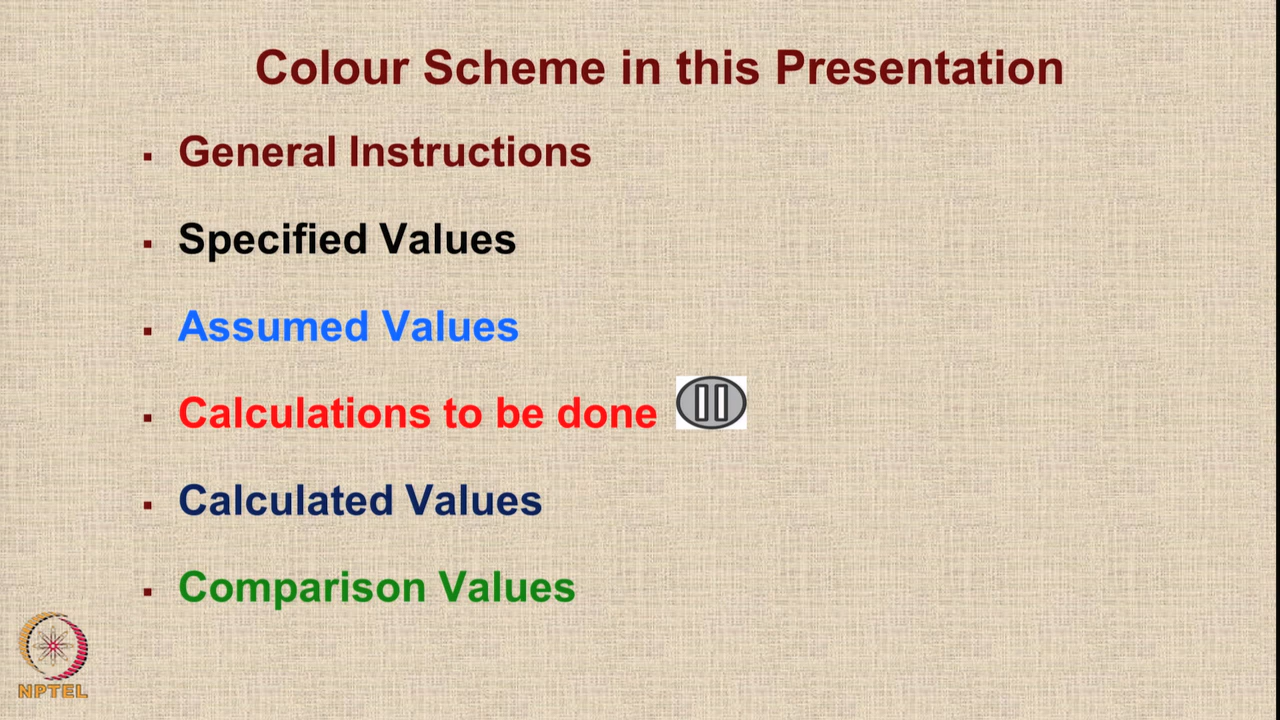 Colour Scheme in this Presentation
▪ General Instructions
▪ Specified Values
▪ Assumed Values
▪ Calculations to be done
▪ Calculated Values
▪ Comparison Values
NPTEL